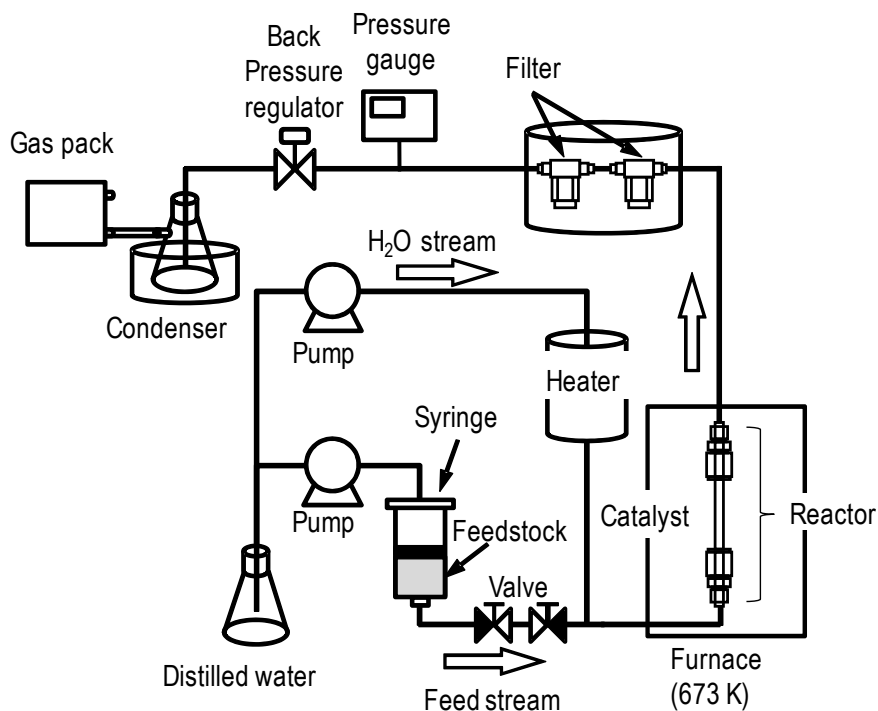 Back
Pressure
regulator
Pressure
gauge
Filter
Gas pack
H₂O stream
Condenser
Pump
Heater
Syringe
Pump
Feedstock
Catalyst
Reactor
Valve
Distilled water
Feed stream
Furnace
(673 K)